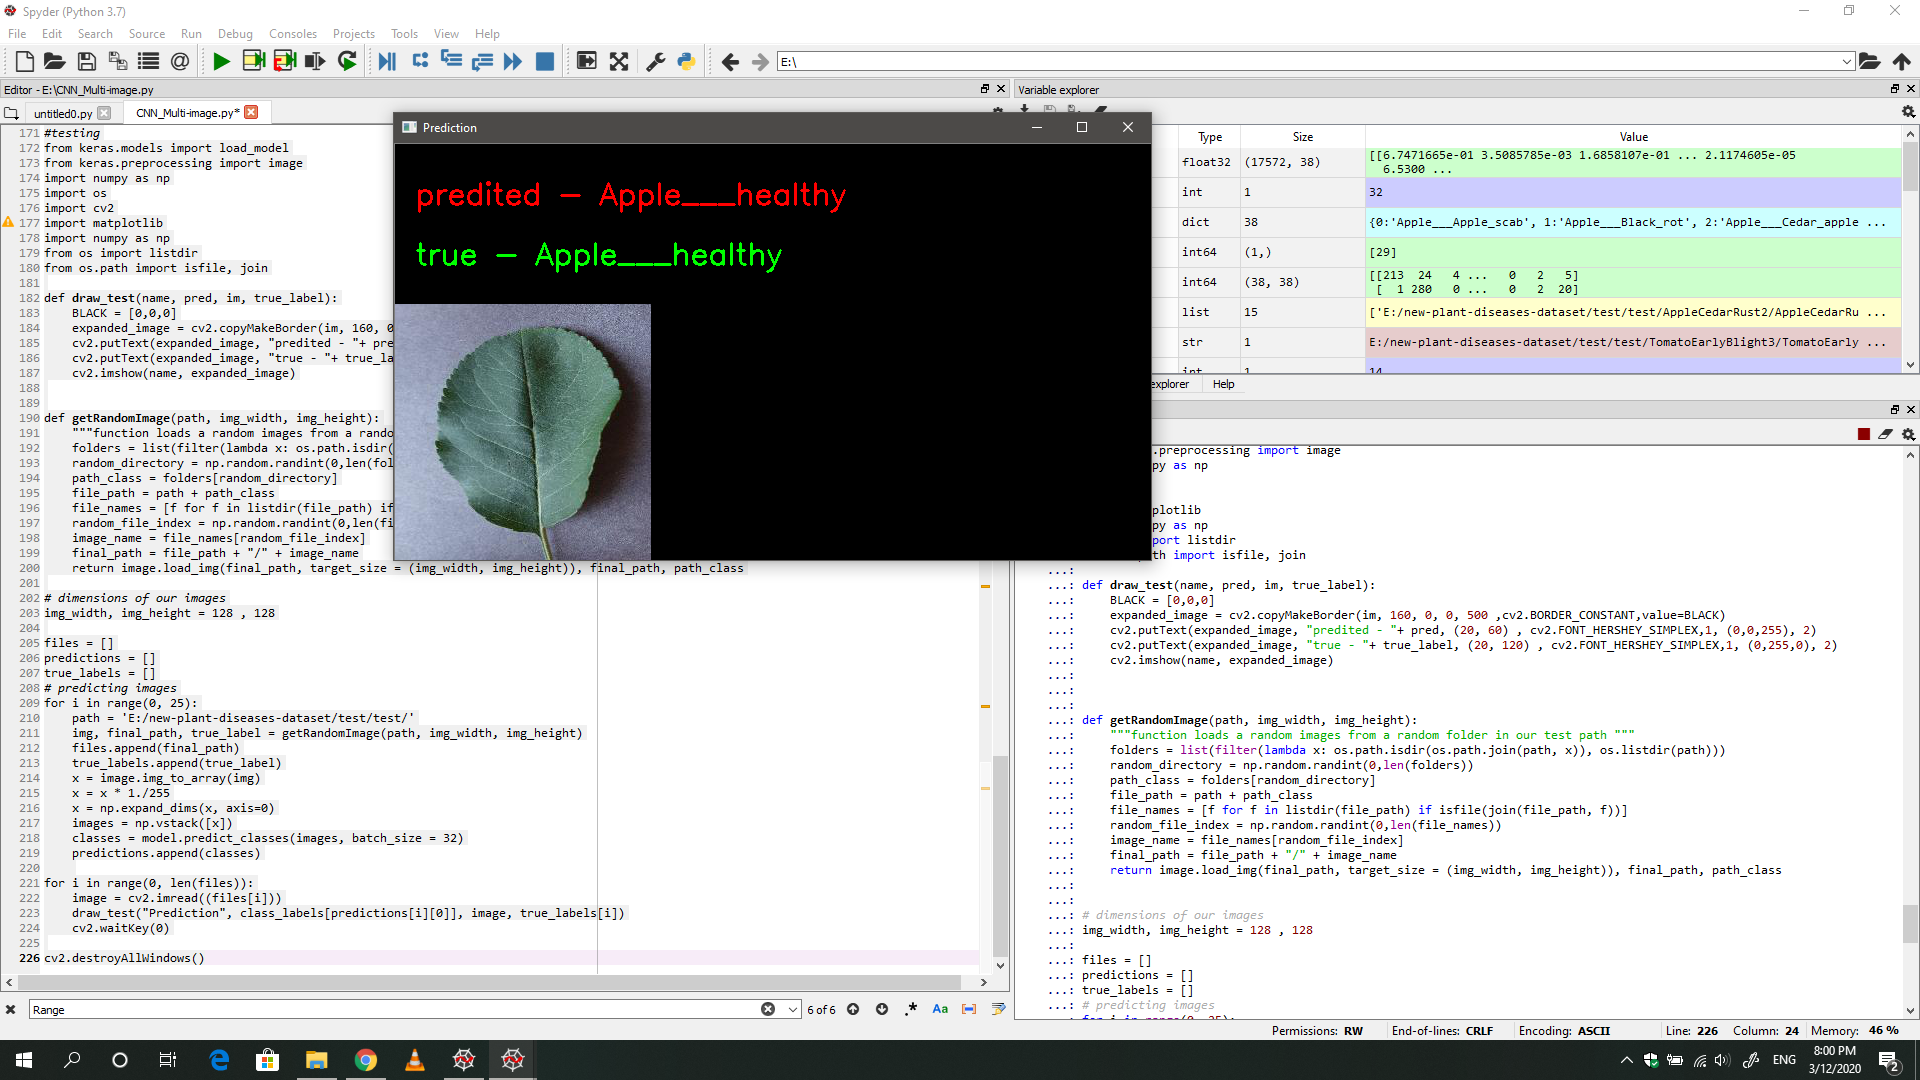 Spyder (Python 3.7)
File Edit Search Source Run Debug Consoles Projects Tools View Help
E:\
Editor - E:\CNN_Multi-image.py
untitled0.py
CNN_Multi-image.py*
171 #testing
172 from keras.models import load_model
173 from keras.preprocessing import image
174 import numpy as np
175 import os
176 import cv2
177 import matplotlib
178 import numpy as np
179 from os import listdir
180 from os.path import isfile, join
181
182 def draw_test(name, pred, im, true_label):
183 BLACK = [0,0,0]
184 expanded_image = cv2.copyMakeBorder(im, 160, 0
185 cv2.putText(expanded_image, "predited - "+ pre
186 cv2.putText(expanded_image, "true - "+ true_la
187 cv2.imshow(name, expanded_image)
188
189
190 def getRandomImage(path, img_width, img_height):
191 """function loads a random images from a rando
192 folders = list(filter(lambda x: os.path.isdir(
193 random_directory = np.random.randint(0,len(fol
194 path_class = folders[random_directory]
195 file_path = path + path_class
196 file_names = [f for f in listdir(file_path) if
197 random_file_index = np.random.randint(0,len(fi
198 image_name = file_names[random_file_index]
199 final_path = file_path + "/" + image_name
200 return image.load_img(final_path, target_size = (img_width, img_height)), final_path, path_class
201
202 # dimensions of our images
203 img_width, img_height = 128 , 128
204
205 files = []
206 predictions = []
207 true_labels = []
208 # predicting images
209 for i in range(0, 25):
210 path = 'E:/new-plant-diseases-dataset/test/test/'
211 img, final_path, true_label = getRandomImage(path, img_width, img_height)
212 files.append(final_path)
213 true_labels.append(true_label)
214 x = image.img_to_array(img)
215 x = x * 1./255
216 x = np.expand_dims(x, axis=0)
217 images = np.vstack([x])
218 classes = model.predict_classes(images, batch_size = 32)
219 predictions.append(classes)
220
221 for i in range(0, len(files)):
222 image = cv2.imread((files[i]))
223 draw_test("Prediction", class_labels[predictions[i][0]], image, true_labels[i])
224 cv2.waitKey(0)
225
226 cv2.destroyAllWindows()
Range
6 of 6
.* Aa
Prediction
predited - Apple___healthy
true - Apple___healthy
Variable explorer
Type Size Value
float32 (17572, 38) [[6.7471665e-01 3.5085785e-03 1.6858107e-01 ... 2.1174605e-05
6.5300 ...
int 1 32
dict 38 {0:'Apple___Apple_scab', 1:'Apple___Black_rot', 2:'Apple___Cedar_apple ...
int64 (1,) [29]
int64 (38, 38) [[213 24 4 ... 0 2 5]
[ 1 280 0 ... 0 2 20]
list 15 ['E:/new-plant-diseases-dataset/test/test/AppleCedarRust2/AppleCedarRu ...
str 1 E:/new-plant-diseases-dataset/test/test/TomatoEarlyBlight3/TomatoEarly ...
int 1 14
explorer Help
.preprocessing import image
py as np
plotlib
py as np
port listdir
th import isfile, join
...:
...: def draw_test(name, pred, im, true_label):
...: BLACK = [0,0,0]
...: expanded_image = cv2.copyMakeBorder(im, 160, 0, 0, 500 ,cv2.BORDER_CONSTANT,value=BLACK)
...: cv2.putText(expanded_image, "predited - "+ pred, (20, 60) , cv2.FONT_HERSHEY_SIMPLEX,1, (0,0,255), 2)
...: cv2.putText(expanded_image, "true - "+ true_label, (20, 120) , cv2.FONT_HERSHEY_SIMPLEX,1, (0,255,0), 2)
...: cv2.imshow(name, expanded_image)
...:
...:
...:
...: def getRandomImage(path, img_width, img_height):
...: """function loads a random images from a random folder in our test path """
...: folders = list(filter(lambda x: os.path.isdir(os.path.join(path, x)), os.listdir(path)))
...: random_directory = np.random.randint(0,len(folders))
...: path_class = folders[random_directory]
...: file_path = path + path_class
...: file_names = [f for f in listdir(file_path) if isfile(join(file_path, f))]
...: random_file_index = np.random.randint(0,len(file_names))
...: image_name = file_names[random_file_index]
...: final_path = file_path + "/" + image_name
...: return image.load_img(final_path, target_size = (img_width, img_height)), final_path, path_class
...:
...:
...: # dimensions of our images
...: img_width, img_height = 128 , 128
...:
...: files = []
...: predictions = []
...: true_labels = []
...: # predicting images
...: for i in range(0, 25):
Permissions: RW End-of-lines: CRLF Encoding: ASCII Line: 226 Column: 24 Memory: 46 %
ENG
8:00 PM
3/12/2020
2